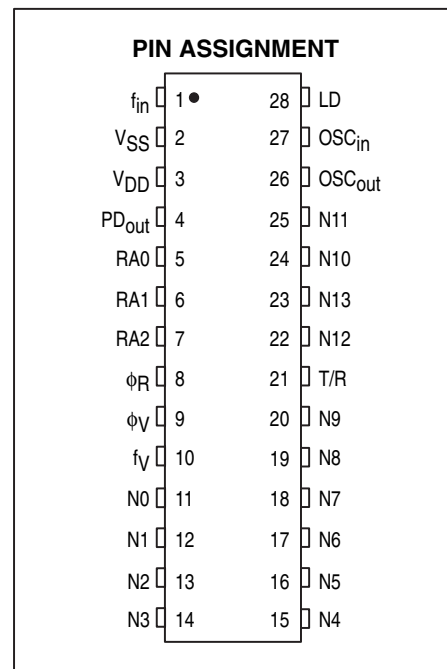 PIN ASSIGNMENT
fin 1 28 LD
VSS 2 27 OSCin
VDD 3 26 OSCout
PDout 4 25 N11
RA0 5 24 N10
RA1 6 23 N13
RA2 7 22 N12
ϕR 8 21 T/R
ϕV 9 20 N9
fV 10 19 N8
N0 11 18 N7
N1 12 17 N6
N2 13 16 N5
N3 14 15 N4